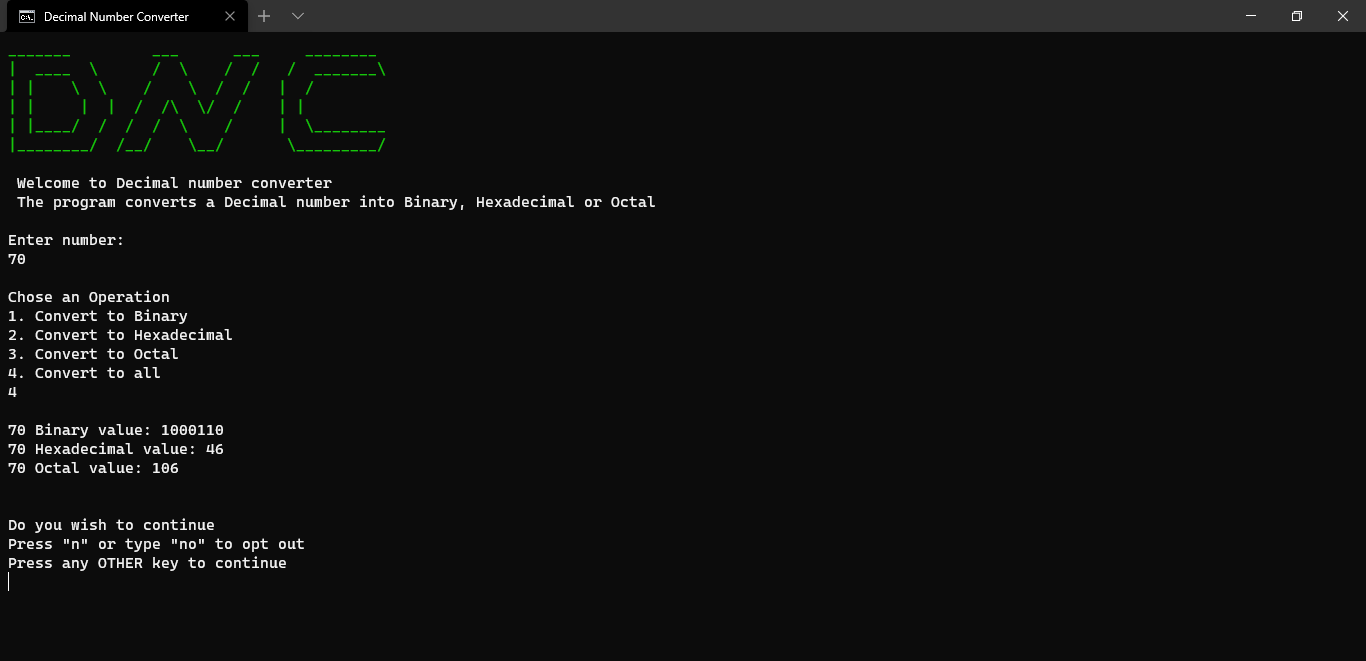 Decimal Number Converter
DNC
Welcome to Decimal number converter
The program converts a Decimal number into Binary, Hexadecimal or Octal
Enter number:
70
Chose an Operation
1. Convert to Binary
2. Convert to Hexadecimal
3. Convert to Octal
4. Convert to all
4
70 Binary value: 1000110
70 Hexadecimal value: 46
70 Octal value: 106
Do you wish to continue
Press "n" or type "no" to opt out
Press any OTHER key to continue